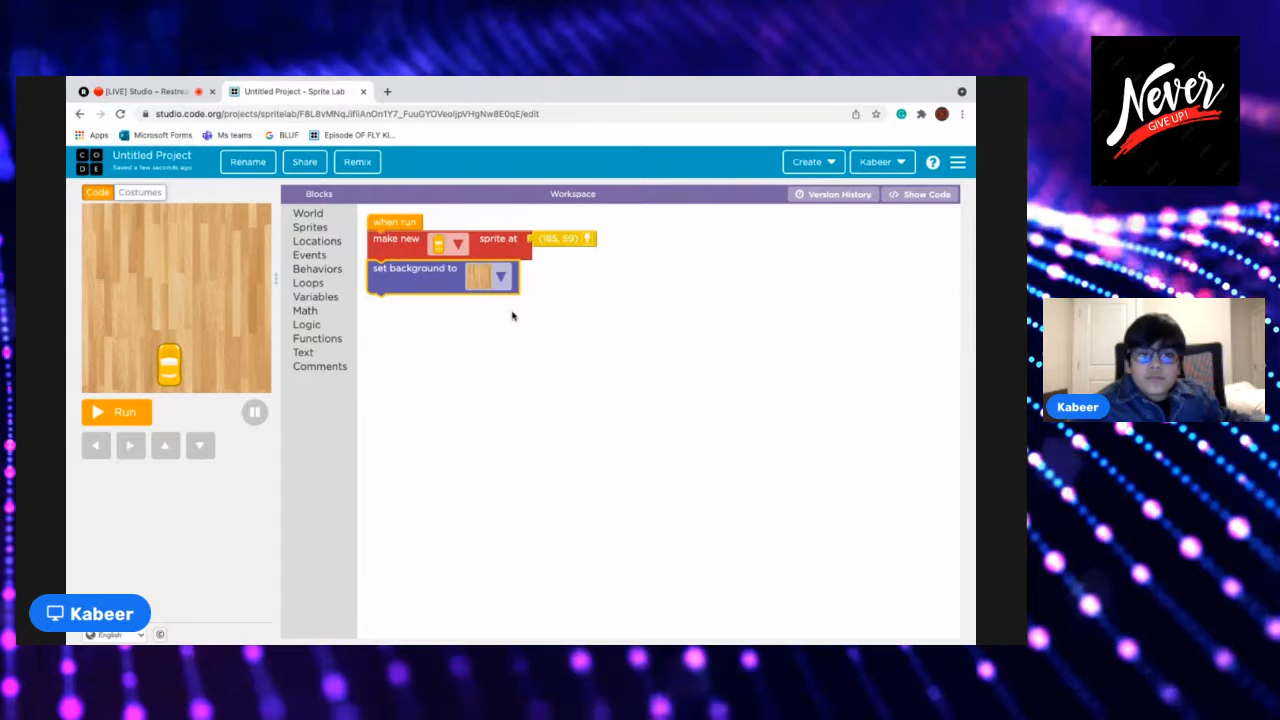 Never
GIVE UP!
[LIVE] Studio – Restrea
Untitled Project - Sprite Lab
studio.code.org/projects/spritelab/F8L8vMNqJifiiAnOn1Y7_FuuGYOVeoIjpVHgNw8E0qE/edit
Apps
Microsoft Forms
Ms teams
BLUF
Episode OF FLY KI...
CO
DE
Untitled Project
Saved a few seconds ago
Rename
Share
Remix
Create
Kabeer
?
Code
Costumes
Blocks
Workspace
Version History
</> Show Code
World
Sprites
Locations
Events
Behaviors
Loops
Variables
Math
Logic
Functions
Text
Comments
when run
make new
sprite at
(185, 59)
set background to
Run
Kabeer
Kabeer
English